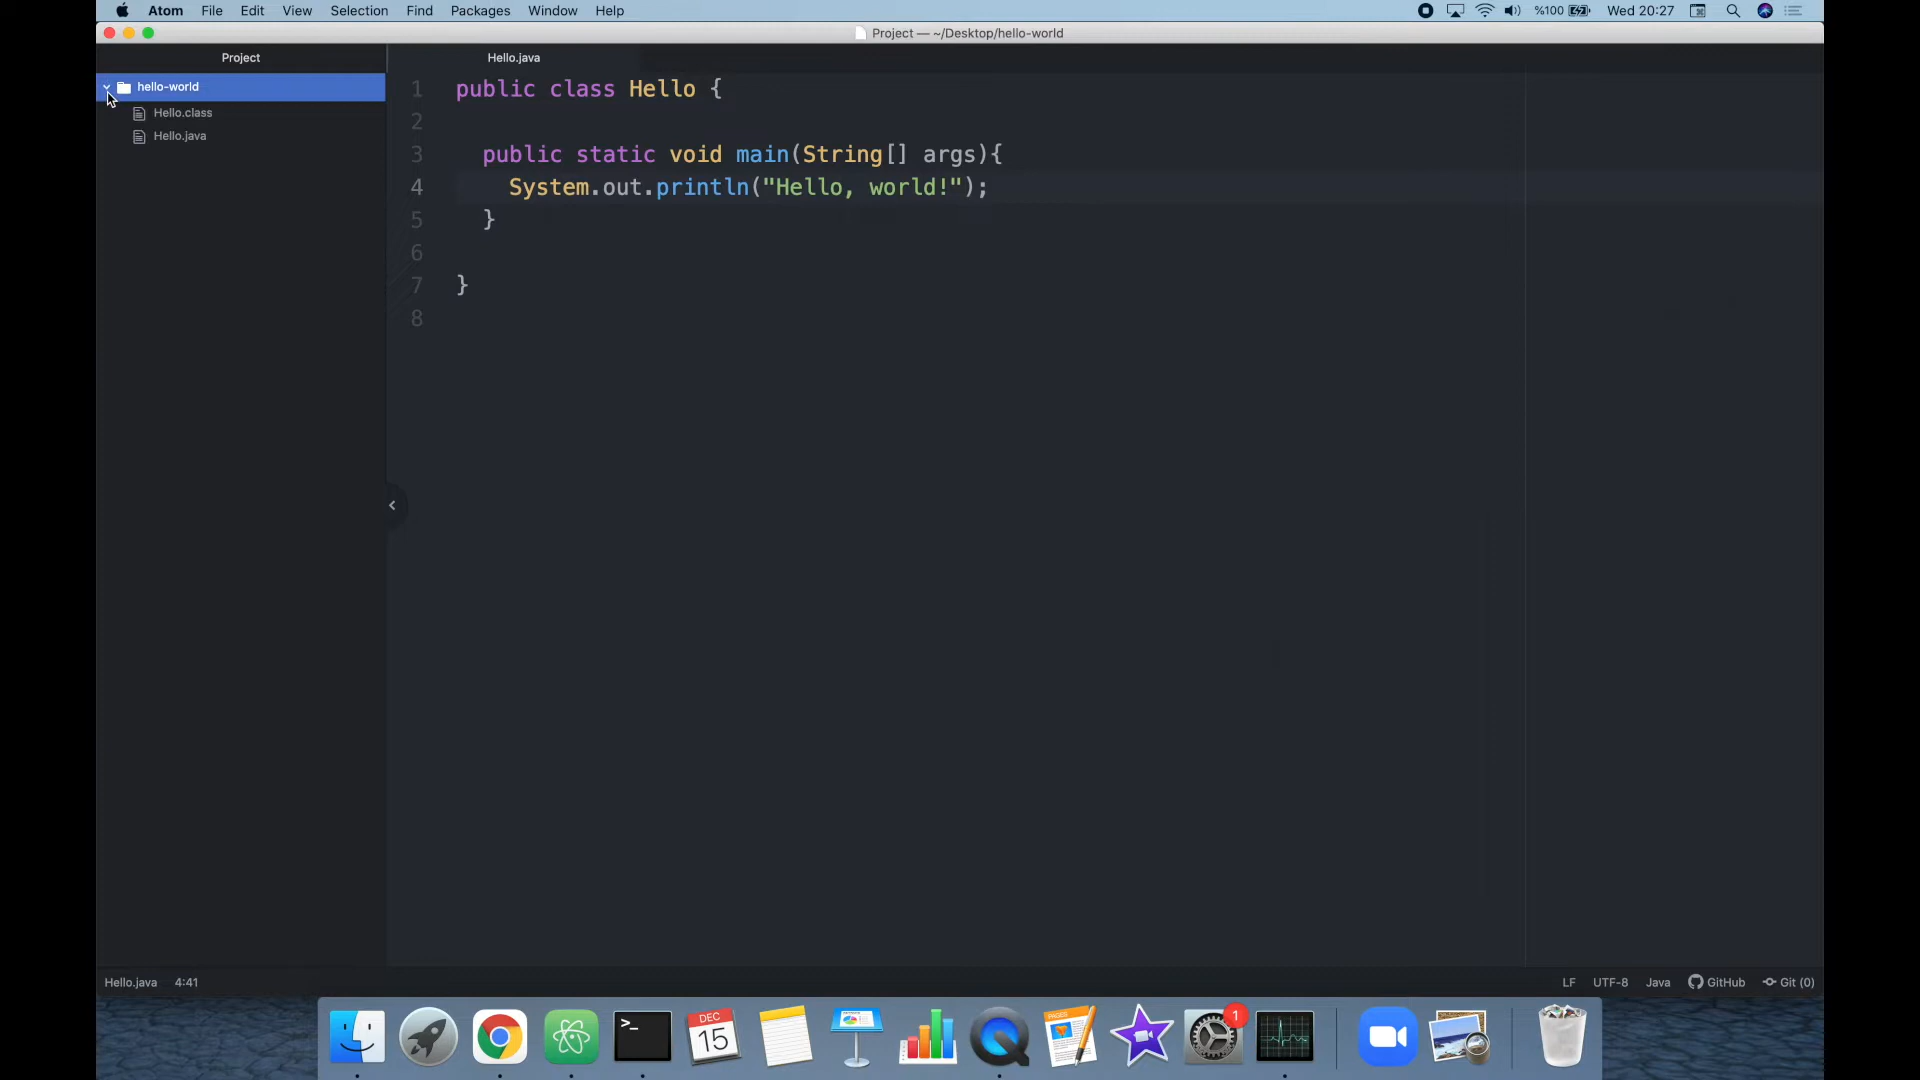 Atom File Edit View Selection Find Packages Window Help %100 Wed 20:27
Project — ~/Desktop/hello-world
Project
Hello.java
hello-world
Hello.class
Hello.java
1 public class Hello {
2
3 public static void main(String[] args){
4 System.out.println("Hello, world!");
5 }
6
7 }
8
Hello.java 4:41 LF UTF-8 Java GitHub Git (0)
>_
DEC
15
PAGES
1